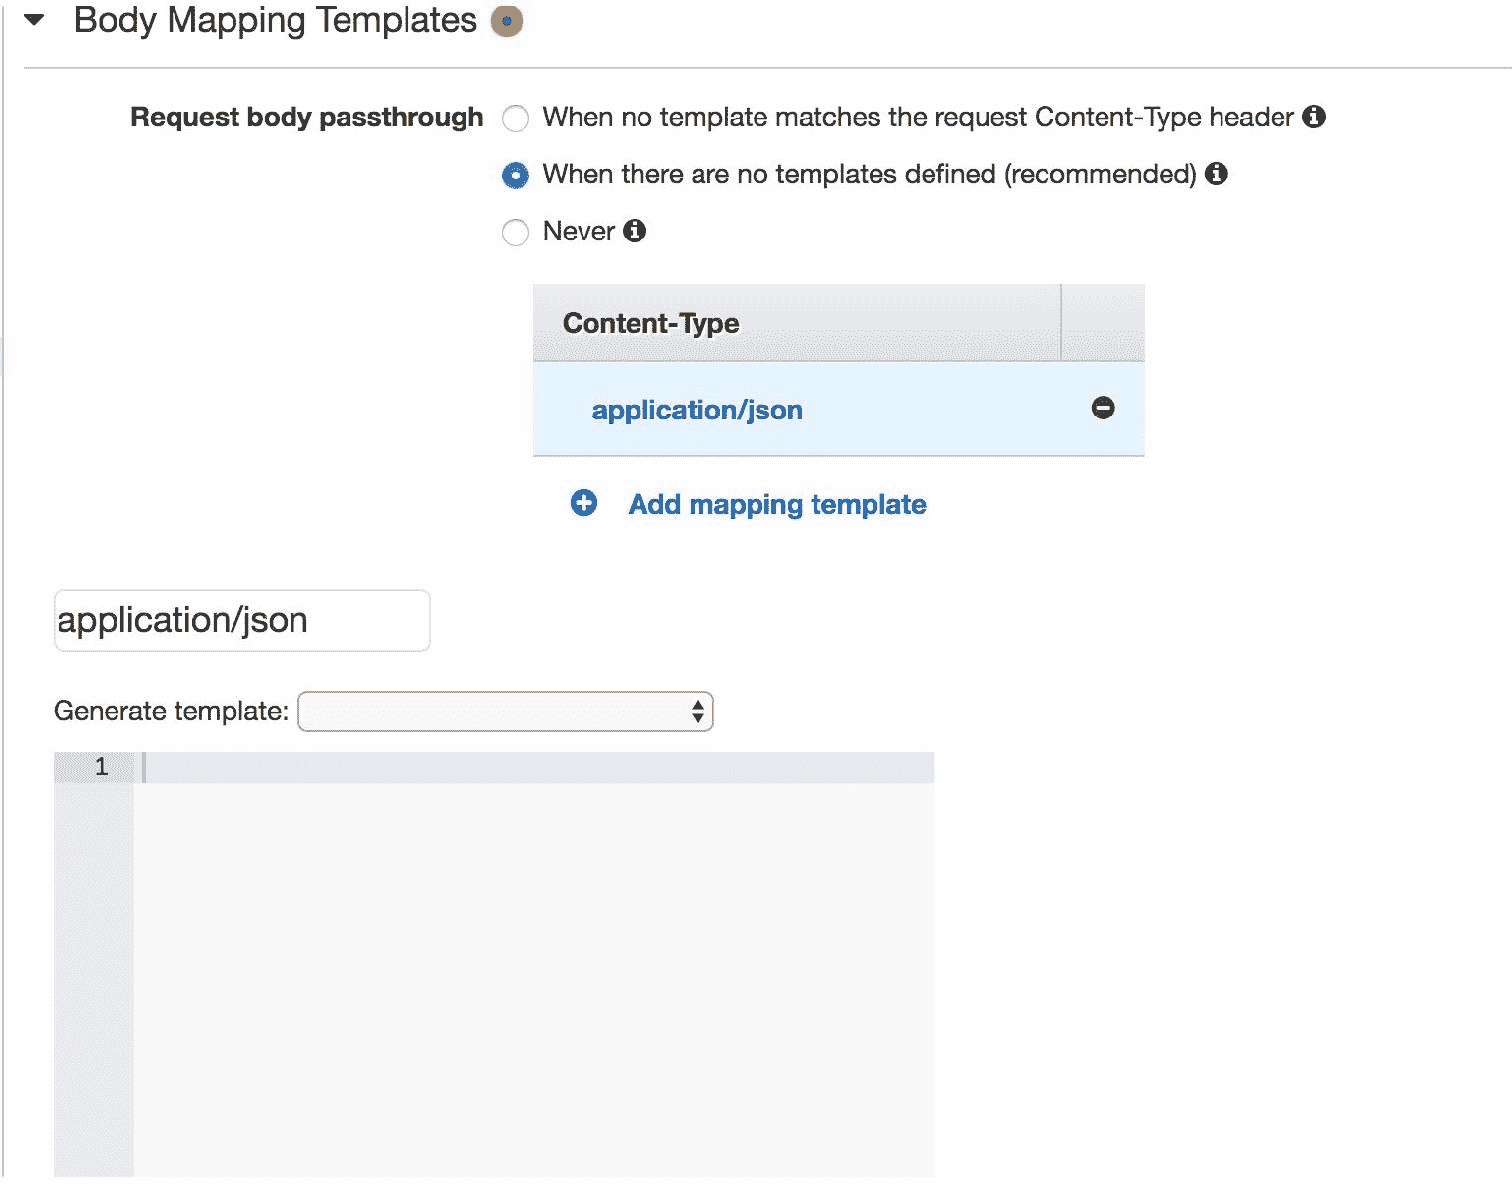 Body Mapping Templates
Request body passthrough
When no template matches the request Content-Type header
When there are no templates defined (recommended)
Never
Content-Type
application/json
Add mapping template
application/json
Generate template:
1